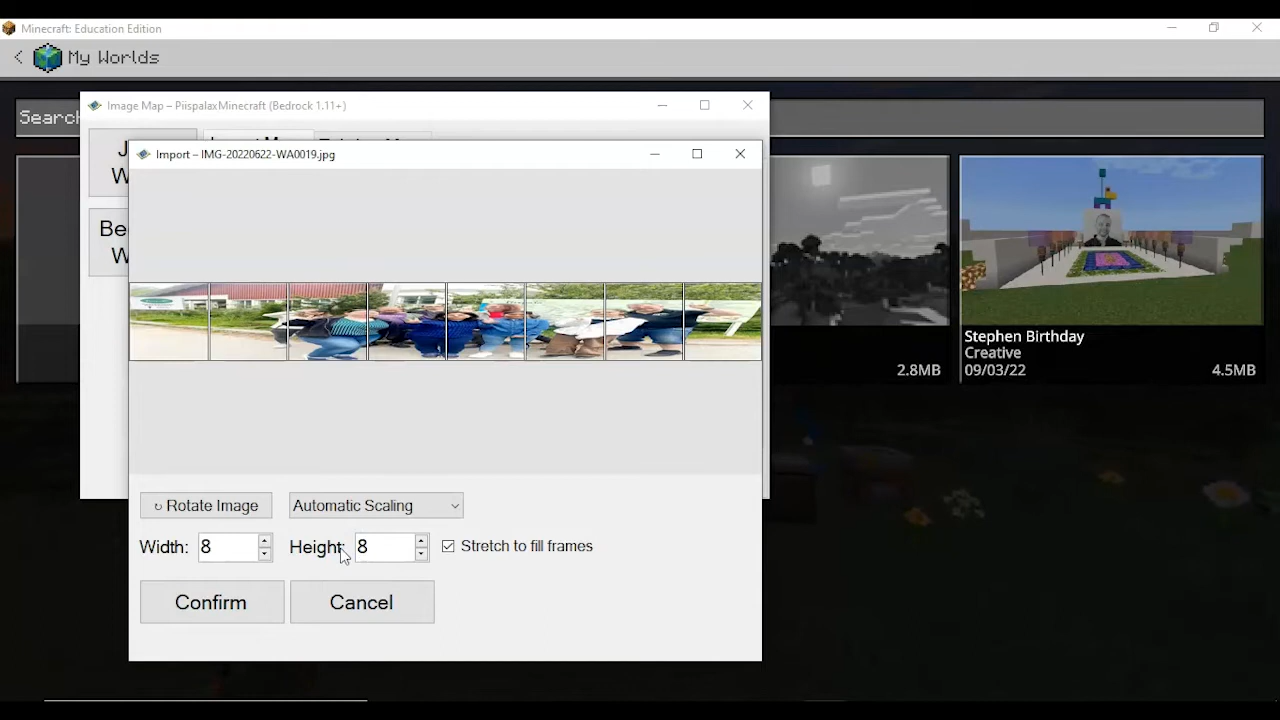 Minecraft: Education Edition
My Worlds
Image Map – PiispalaxMinecraft (Bedrock 1.11+)
Import – IMG-20220622-WA0019.jpg
Stephen Birthday
Creative
09/03/22
4.5MB
2.8MB
Rotate Image
Automatic Scaling
Width: 8
Height: 8
Stretch to fill frames
Confirm
Cancel